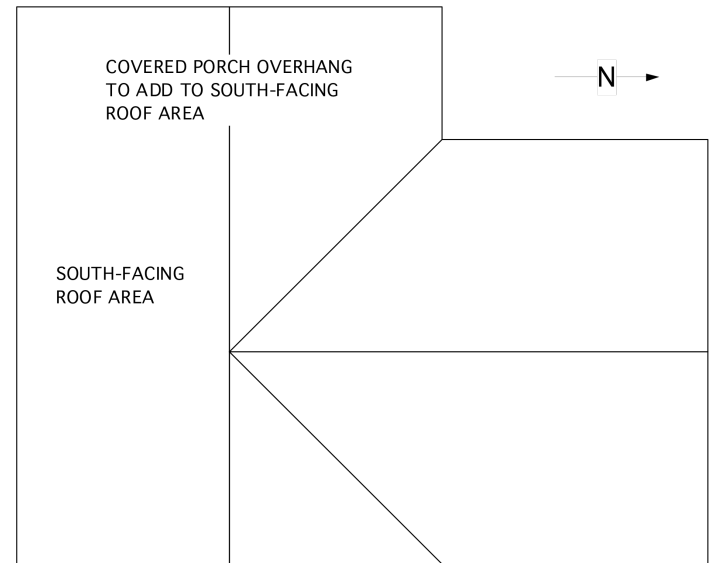 COVERED PORCH OVERHANG
TO ADD TO SOUTH-FACING
ROOF AREA
N
SOUTH-FACING
ROOF AREA